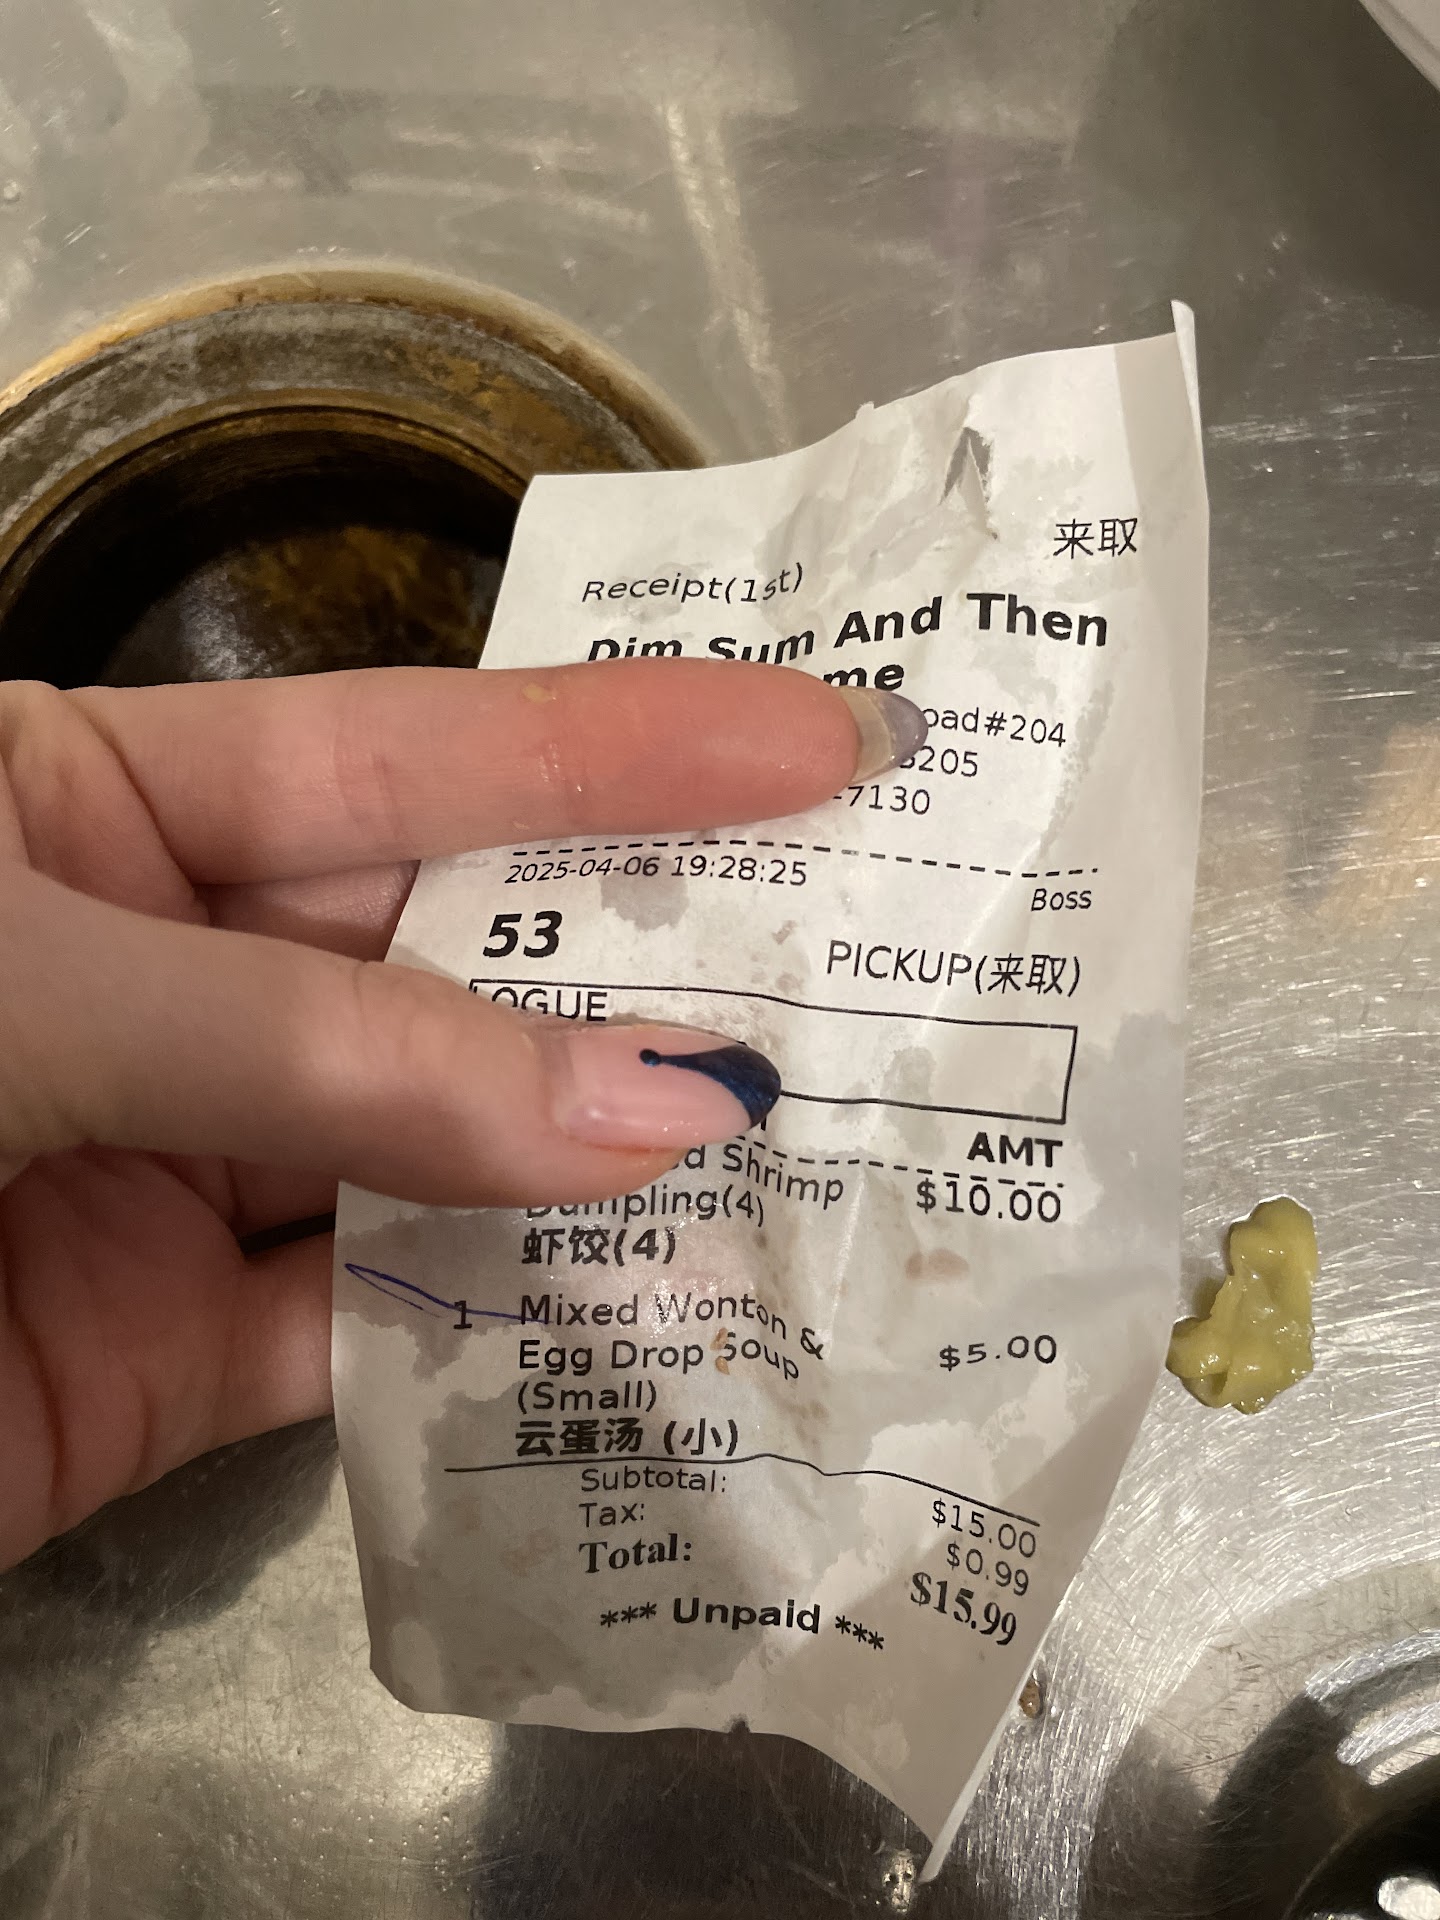 来取
Receipt(1st)
Dim Sum And Then
me
oad#204
205
-7130
2025-04-06 19:28:25
Boss
53
PICKUP(来取)
OGUE
AMT
d Shrimp
Dumpling(4)
$10.00
虾饺(4)
1 Mixed Wonton &
Egg Drop Soup
$5.00
(Small)
云蛋汤 (小)
Subtotal: $15.00
Tax: $0.99
Total: $15.99
*** Unpaid ***